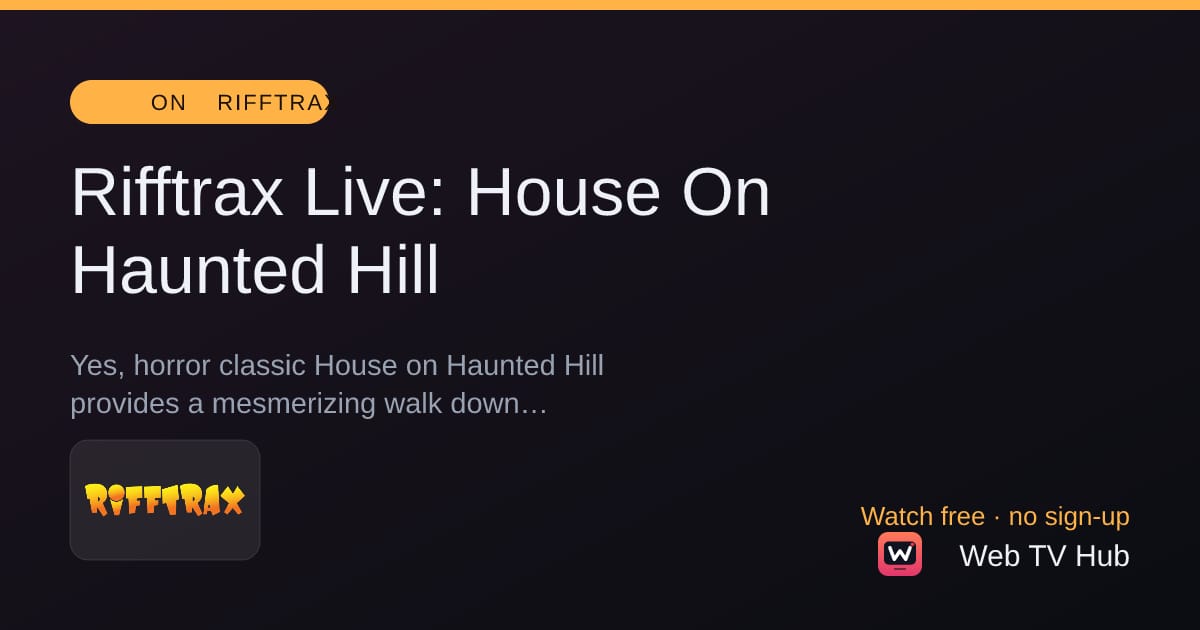 ON RIFFTRAX
Rifftrax Live: House On
Haunted Hill
Yes, horror classic House on Haunted Hill
provides a mesmerizing walk down…
RIFFTRAX
Watch free · no sign-up
W
Web TV Hub